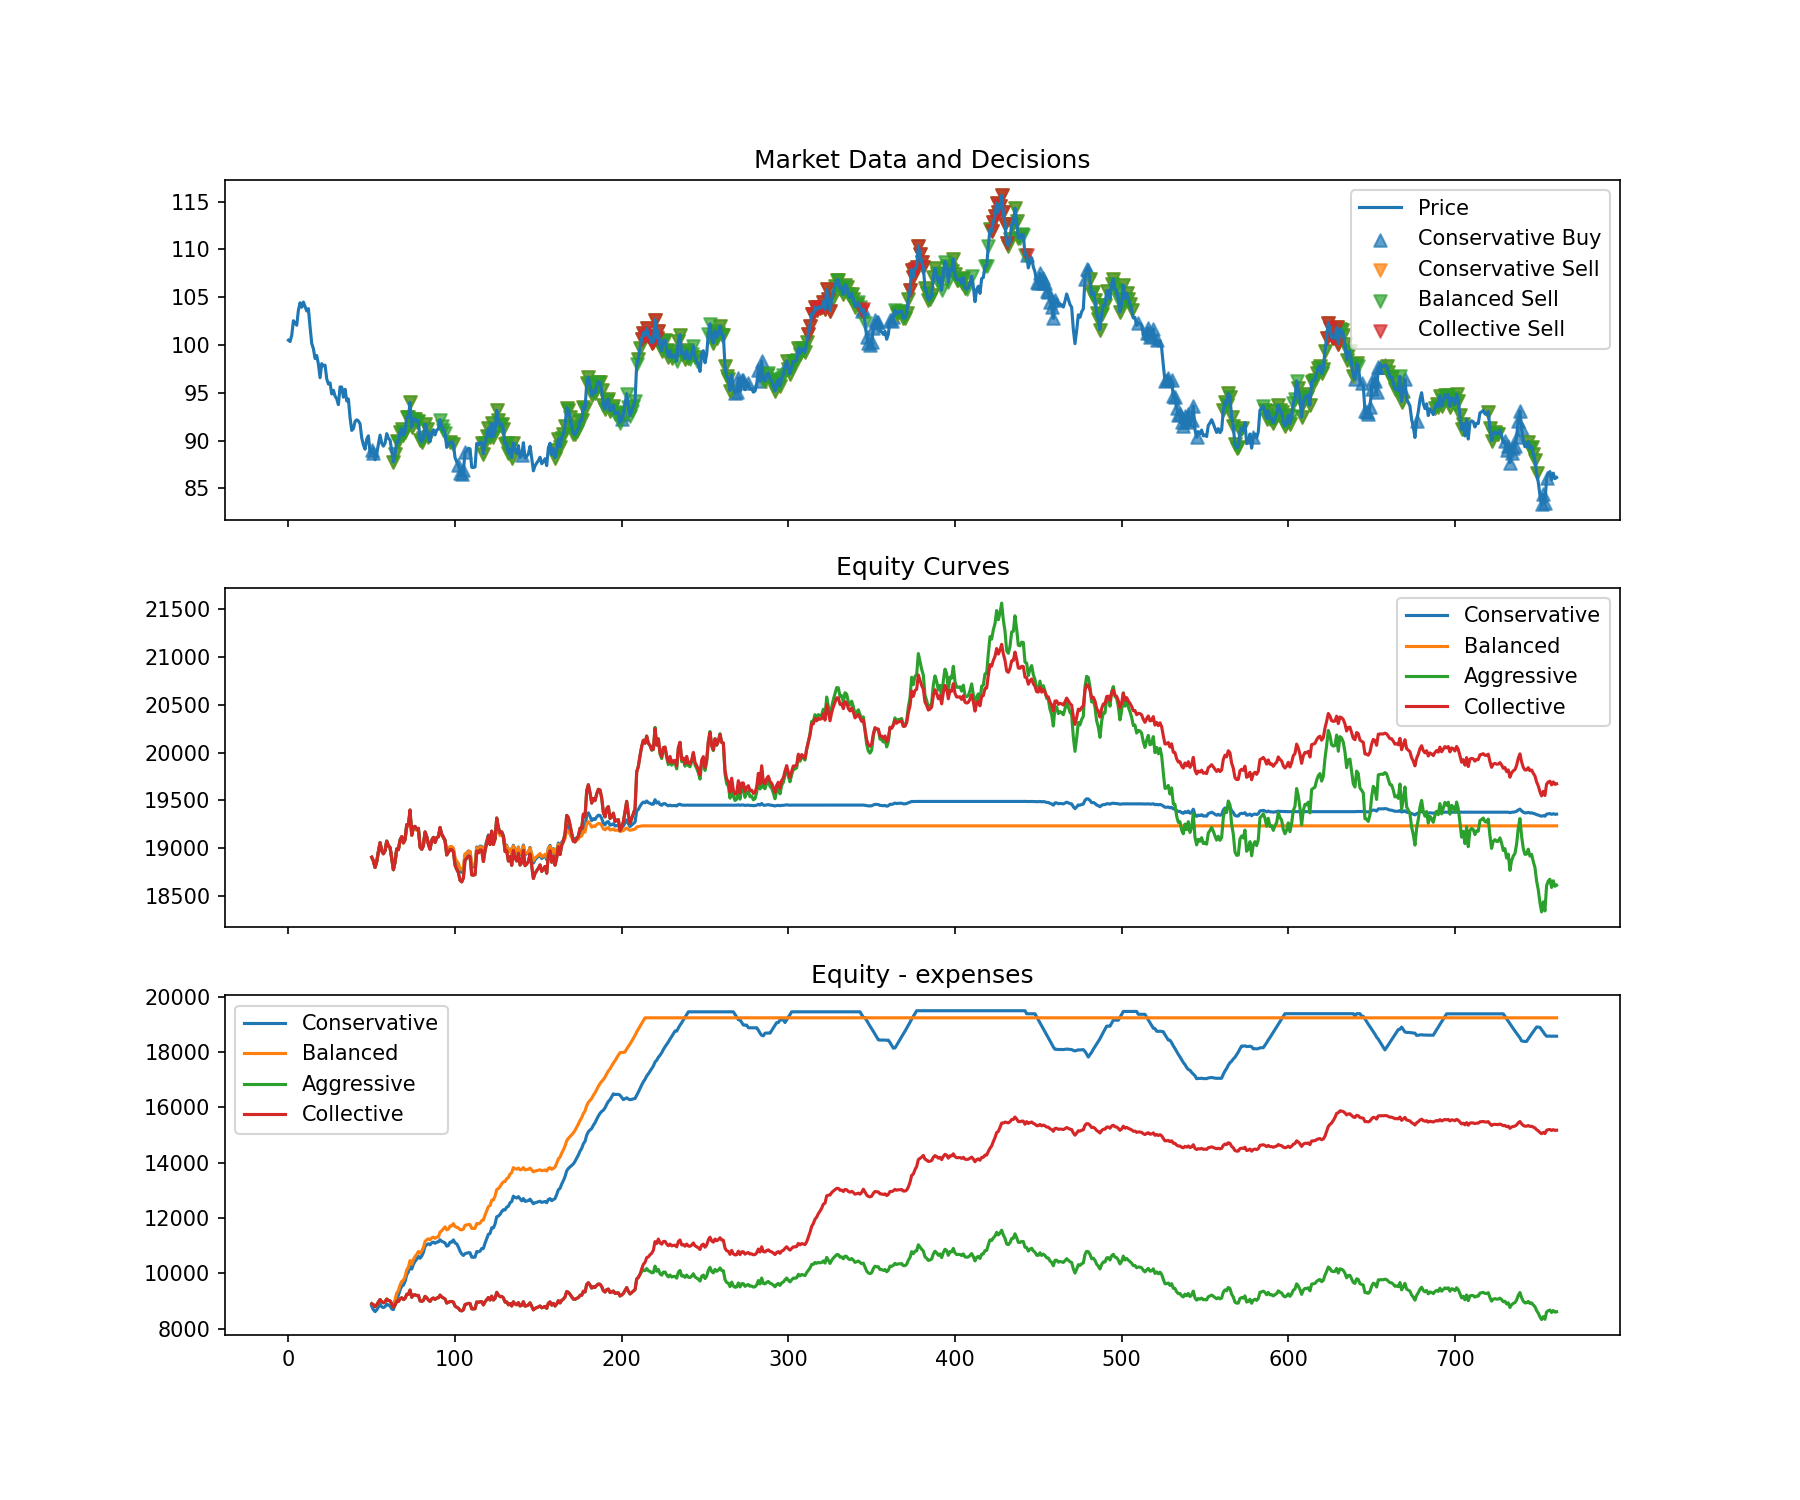 Market Data and Decisions
115
110
105
100
95
90
85
Price
Conservative Buy
Conservative Sell
Balanced Sell
Collective Sell
Equity Curves
21500
21000
20500
20000
19500
19000
18500
Conservative
Balanced
Aggressive
Collective
Equity - expenses
20000
18000
16000
14000
12000
10000
8000
Conservative
Balanced
Aggressive
Collective
0 100 200 300 400 500 600 700